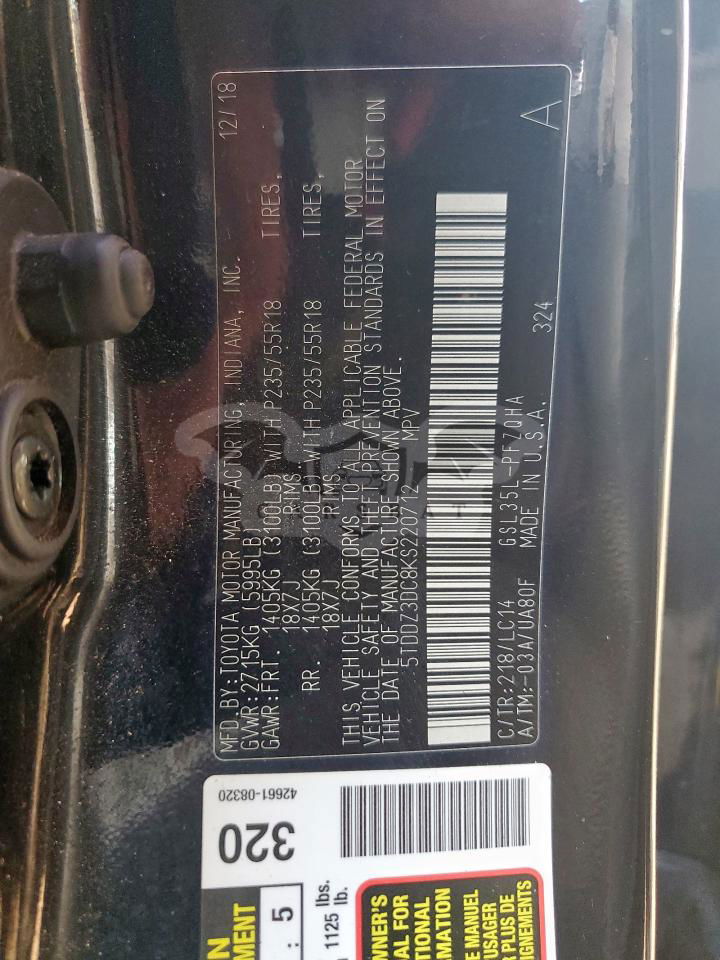 MFD.BY:TOYOTA MOTOR MANUFACTURING, INDIANA, INC. 12/18
GVWR:2715KG (5995LB)
GAWR:FRT. 1405KG (3100LB) WITH P235/55R18 TIRES,
18X7J RIMS,
RR. 1405KG (3100LB) WITH P235/55R18 TIRES,
18X7J RIMS,
THIS VEHICLE CONFORMS TO ALL APPLICABLE FEDERAL MOTOR
VEHICLE SAFETY AND THEFT PREVENTION STANDARDS IN EFFECT ON
THE DATE OF MANUFACTURE SHOWN ABOVE.
5TDDZ3DC8KS220712 MPV
C/TR:218/LC14 GSL35L-PFZQHA 324
A/TM:-03A/UA80F MADE IN U.S.A. A
42661-08320
320
: 5
1125 lbs.
lb.